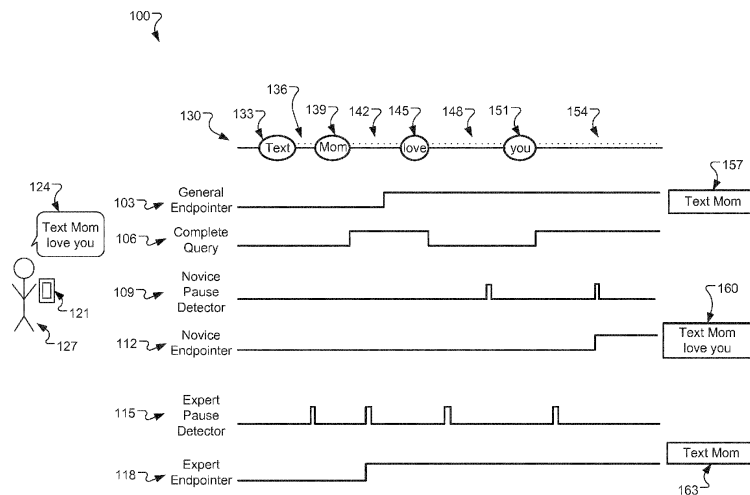 100
136
133
139
142
145
148
151
154
130
Text
Mom
love
you
157
124
General
Endpointer
103
Text Mom
Text Mom
love you
106
Complete
Query
109
Novice
Pause
Detector
121
160
127
112
Novice
Endpointer
Text Mom
love you
115
Expert
Pause
Detector
118
Expert
Endpointer
Text Mom
163